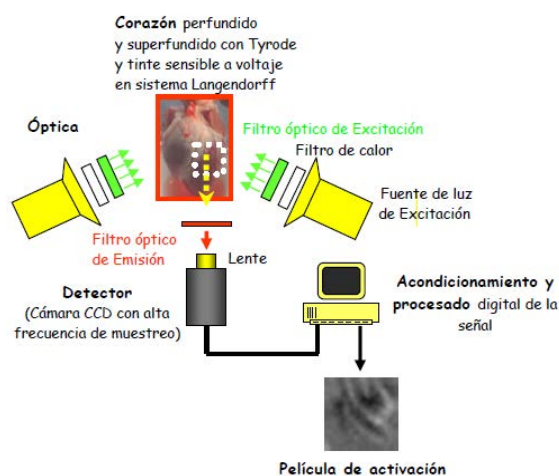 Corazón perfundido
y superfundido con Tyrode
y tinte sensible a voltaje
en sistema Langendorff
Óptica
Filtro óptico de Excitación
Filtro de calor
Fuente de luz
de Excitación
Filtro óptico
de Emisión
Lente
Detector
(Cámara CCD con alta
frecuencia de muestreo)
Acondicionamiento y
procesado digital de la
señal
Película de activación